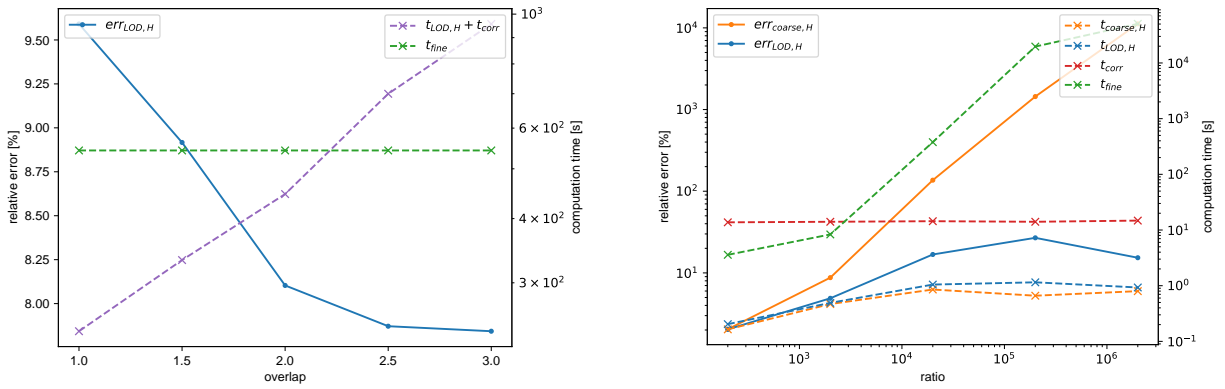 err_{LOD, H}
t_{LOD, H} + t_{corr}
t_{fine}
9.50
9.25
9.00
8.75
8.50
8.25
8.00
relative error [%]
10^3
6 × 10^2
4 × 10^2
3 × 10^2
computation time [s]
1.0 1.5 2.0 2.5 3.0
overlap
err_{coarse, H}
err_{LOD, H}
t_{coarse, H}
t_{LOD, H}
t_{corr}
t_{fine}
10^4
10^3
10^2
10^1
relative error [%]
10^4
10^3
10^2
10^1
10^0
10^{-1}
computation time [s]
10^3 10^4 10^5 10^6
ratio